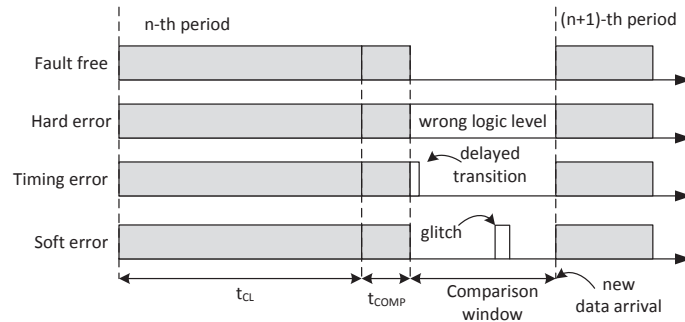 n-th period
(n+1)-th period
Fault free
Hard error
wrong logic level
Timing error
delayed
transition
Soft error
glitch
tCL
tCOMP
Comparison
window
new
data arrival